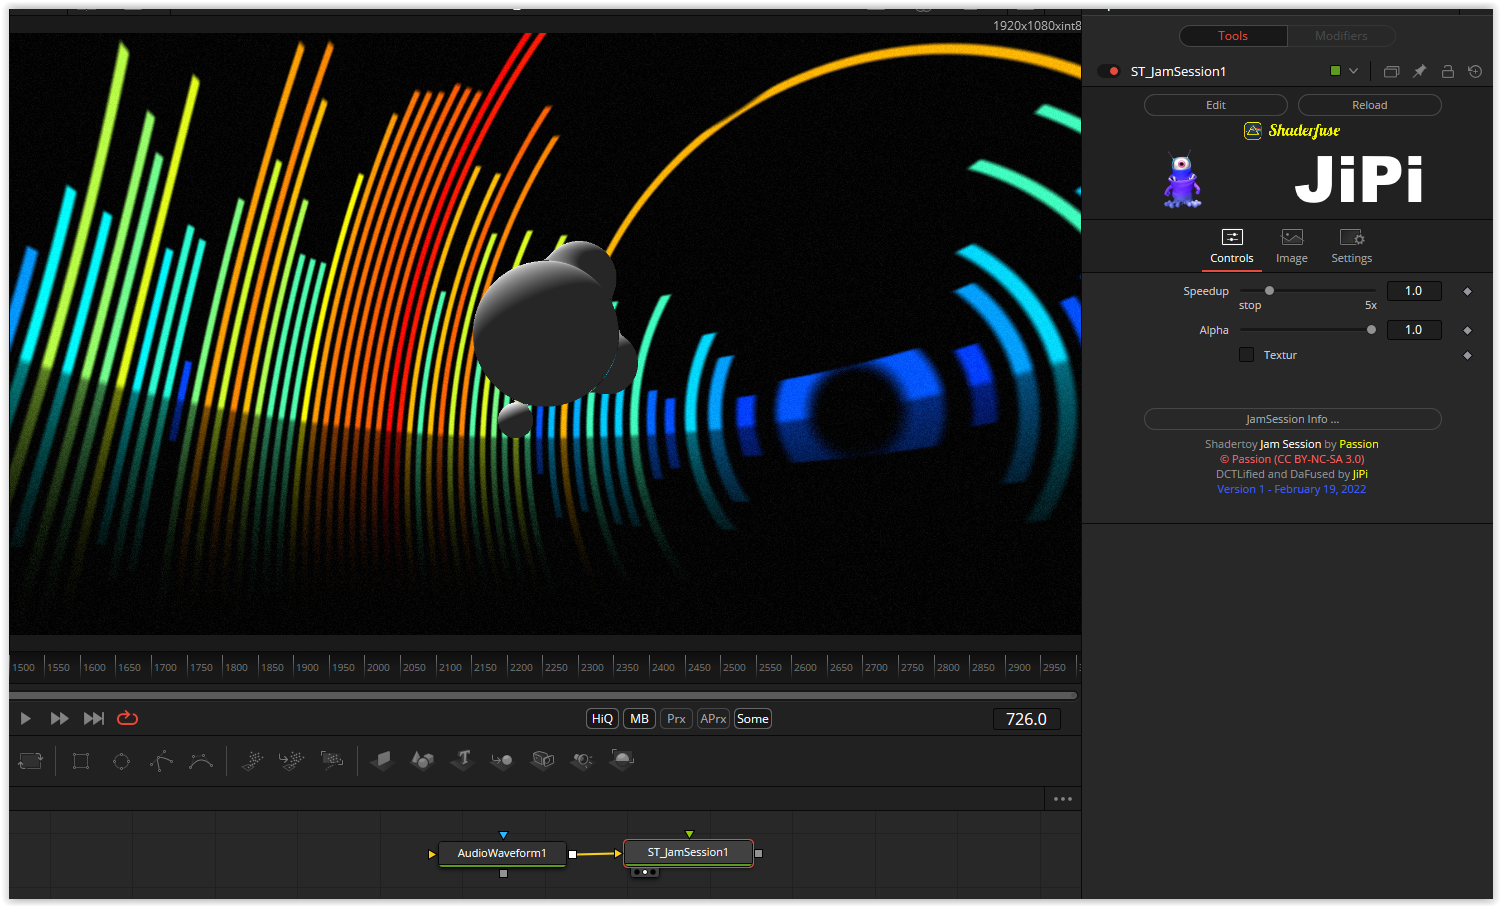 1920x1080xint8
Tools
Modifiers
ST_JamSession1
Edit
Reload
Shaderfuse
JiPi
Controls
Image
Settings
Speedup
1.0
stop
5x
Alpha
1.0
Textur
JamSession Info ...
Shadertoy Jam Session by Passion
© Passion (CC BY-NC-SA 3.0)
DCTLified and DaFused by JiPi
Version 1 - February 19, 2022
1500 1550 1600 1650 1700 1750 1800 1850 1900 1950 2000 2050 2100 2150 2200 2250 2300 2350 2400 2450 2500 2550 2600 2650 2700 2750 2800 2850 2900 2950
HiQ
MB
Prx
APrx
Some
726.0
T
AudioWaveform1
ST_JamSession1